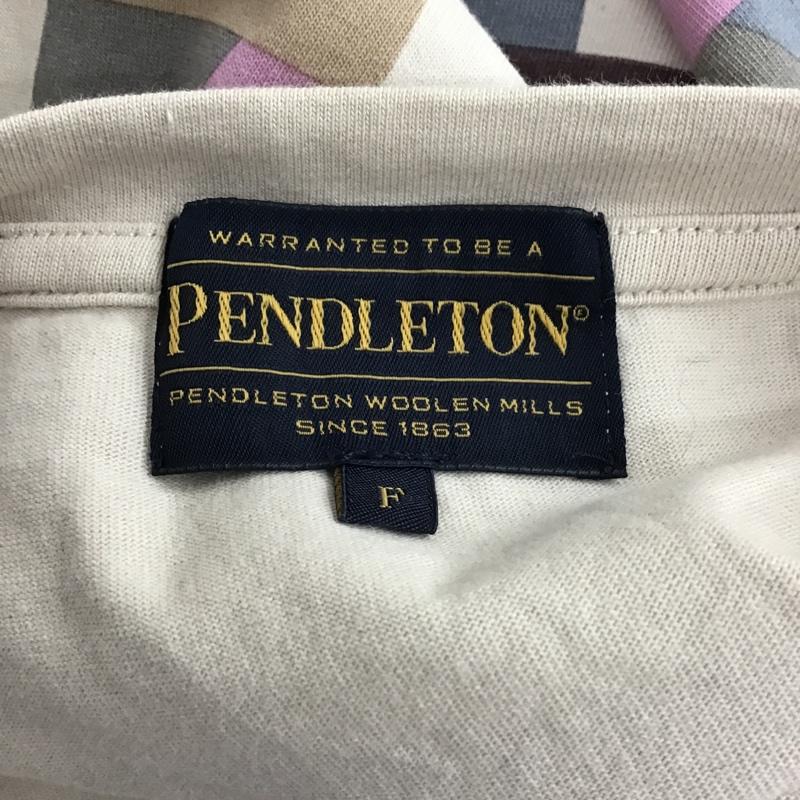 WARRANTED TO BE A
PENDLETON®
PENDLETON WOOLEN MILLS
SINCE 1863
F